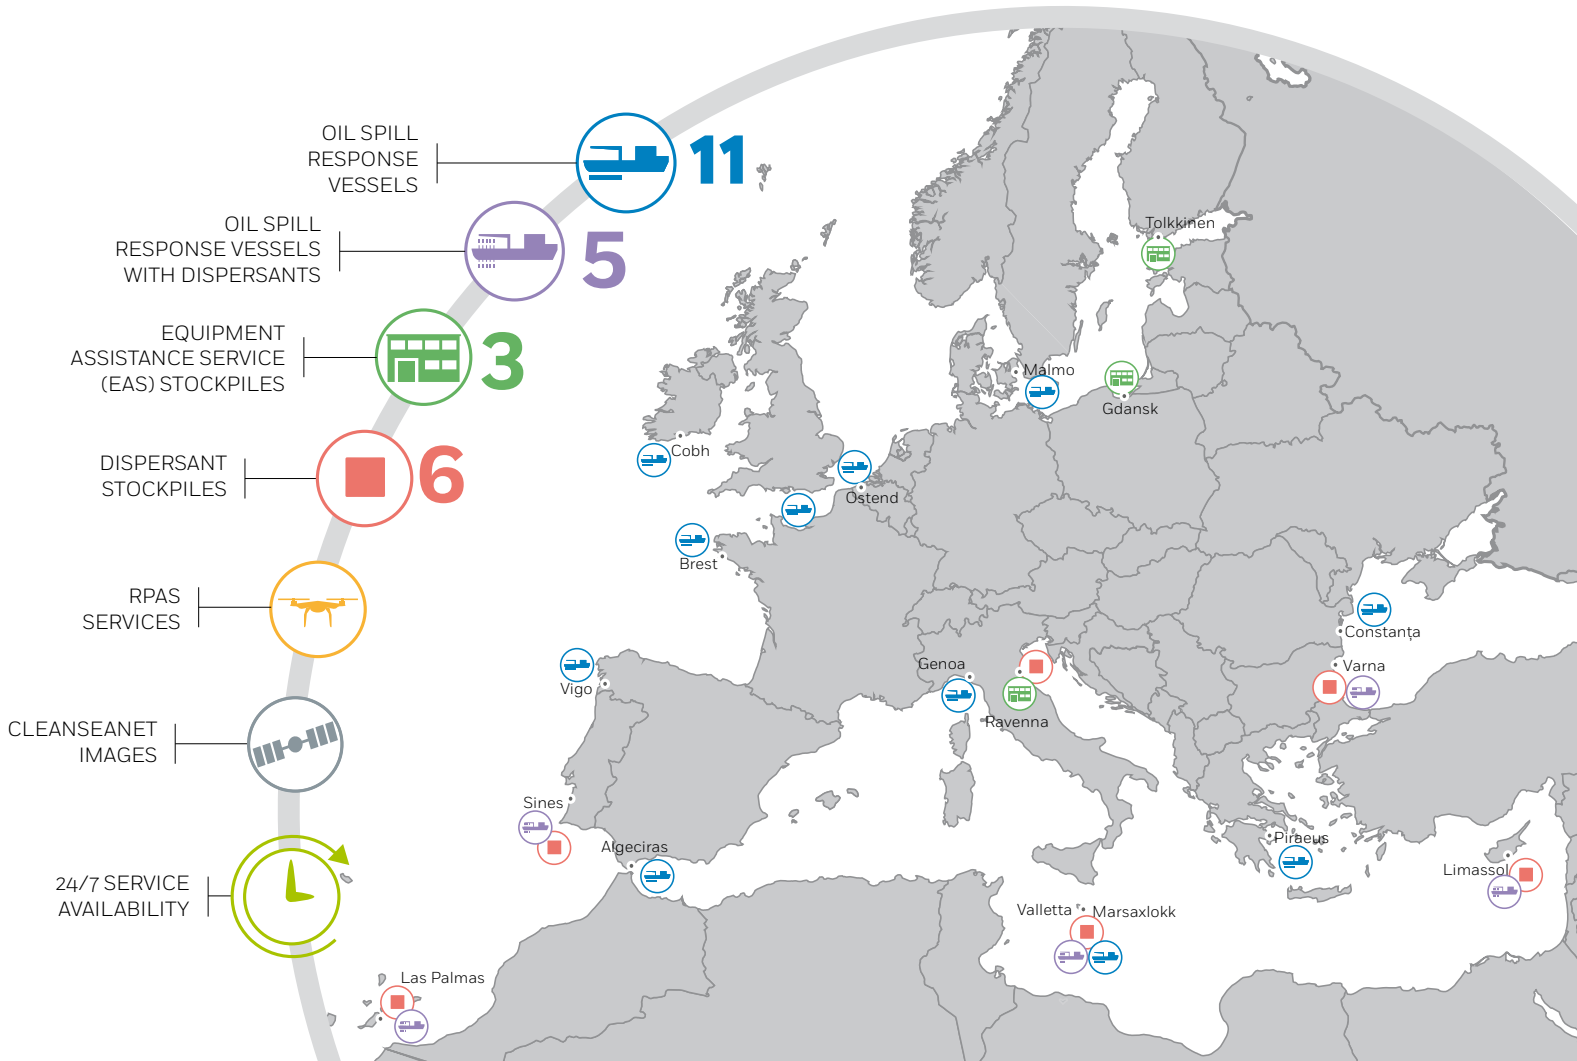 OIL SPILL
RESPONSE
VESSELS
11
OIL SPILL
RESPONSE VESSELS
WITH DISPERSANTS
5
EQUIPMENT
ASSISTANCE SERVICE
(EAS) STOCKPILES
3
DISPERSANT
STOCKPILES
6
RPAS
SERVICES
CLEANSEANET
IMAGES
24/7 SERVICE
AVAILABILITY
Tolkkinen
Malmo
Gdansk
Cobh
Ostend
Brest
Constanța
Genoa
Varna
Vigo
Ravenna
Sines
Algeciras
Piraeus
Limassol
Valletta
Marsaxlokk
Las Palmas